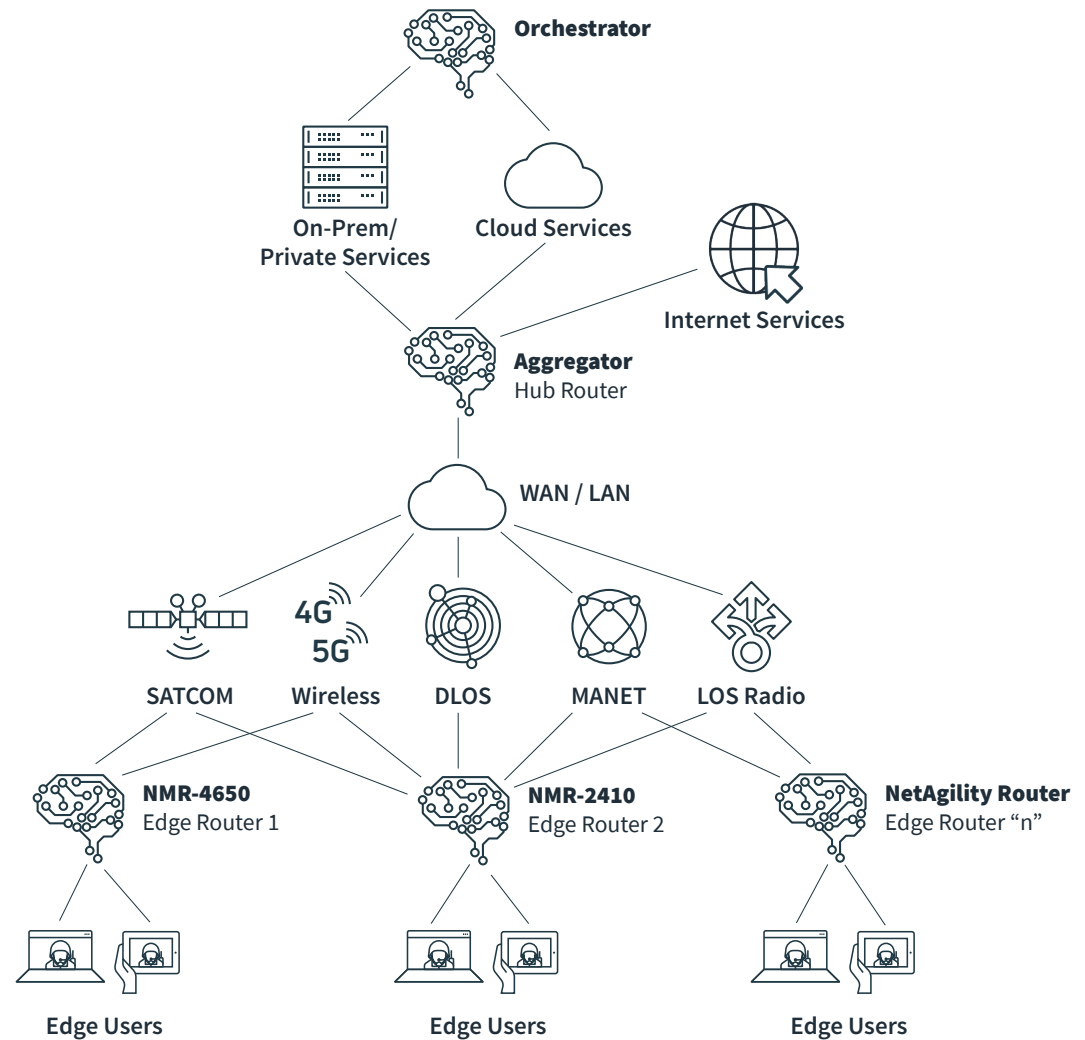 Orchestrator
On-Prem/
Private Services
Cloud Services
Internet Services
Aggregator
Hub Router
WAN / LAN
4G
5G
SATCOM
Wireless
DLOS
MANET
LOS Radio
NMR-4650
Edge Router 1
NMR-2410
Edge Router 2
NetAgility Router
Edge Router “n”
Edge Users
Edge Users
Edge Users